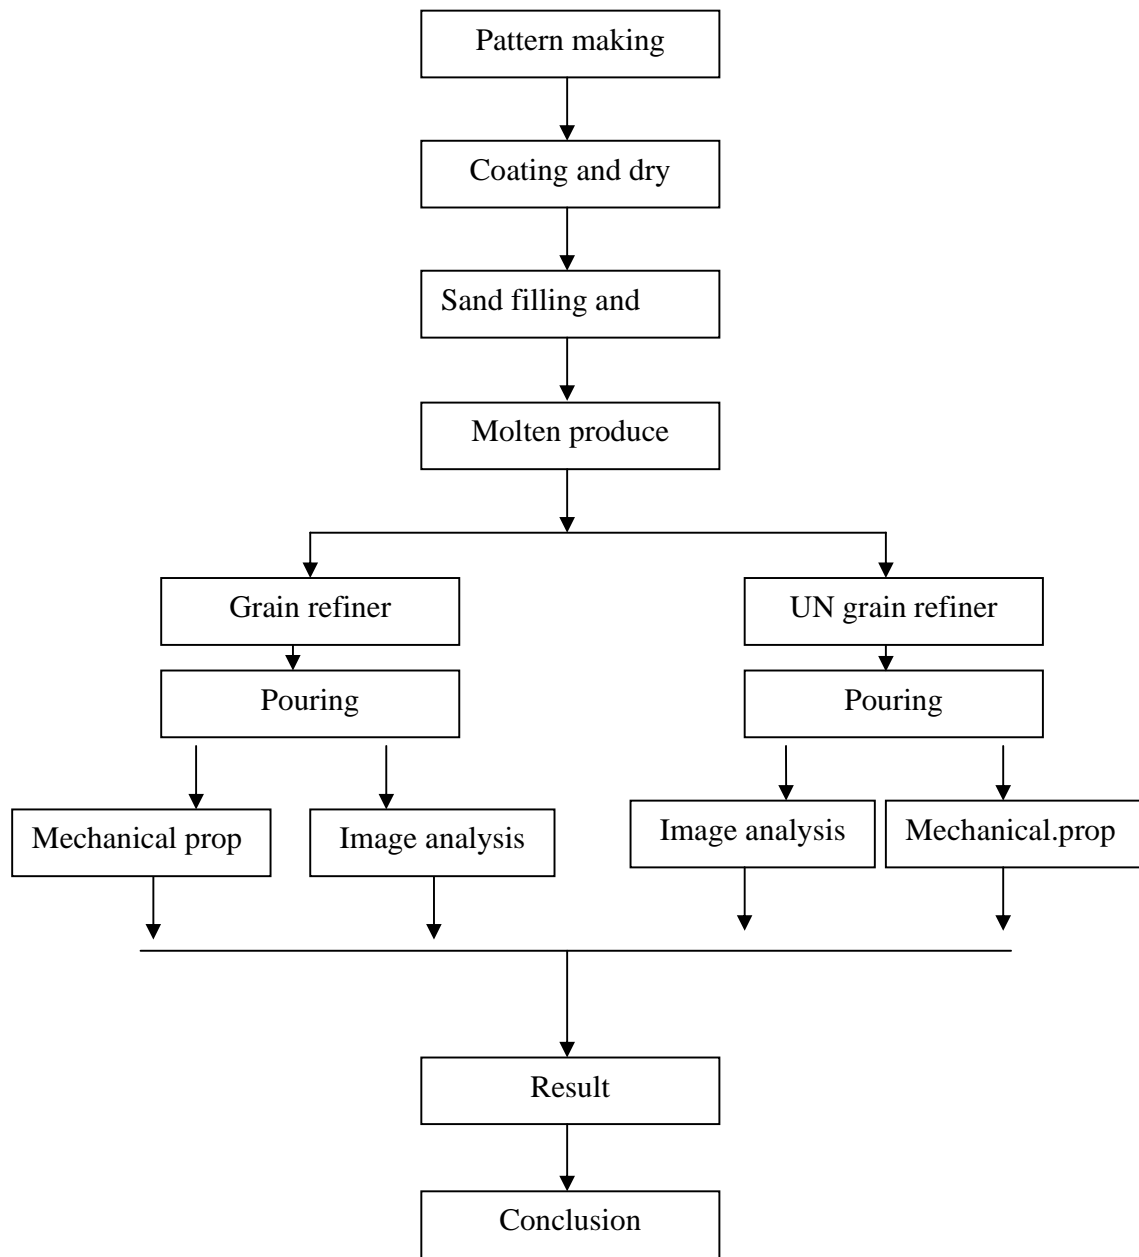 Pattern making
Coating and dry
Sand filling and
Molten produce
Grain refiner
UN grain refiner
Pouring
Pouring
Mechanical prop
Image analysis
Image analysis
Mechanical.prop
Result
Conclusion